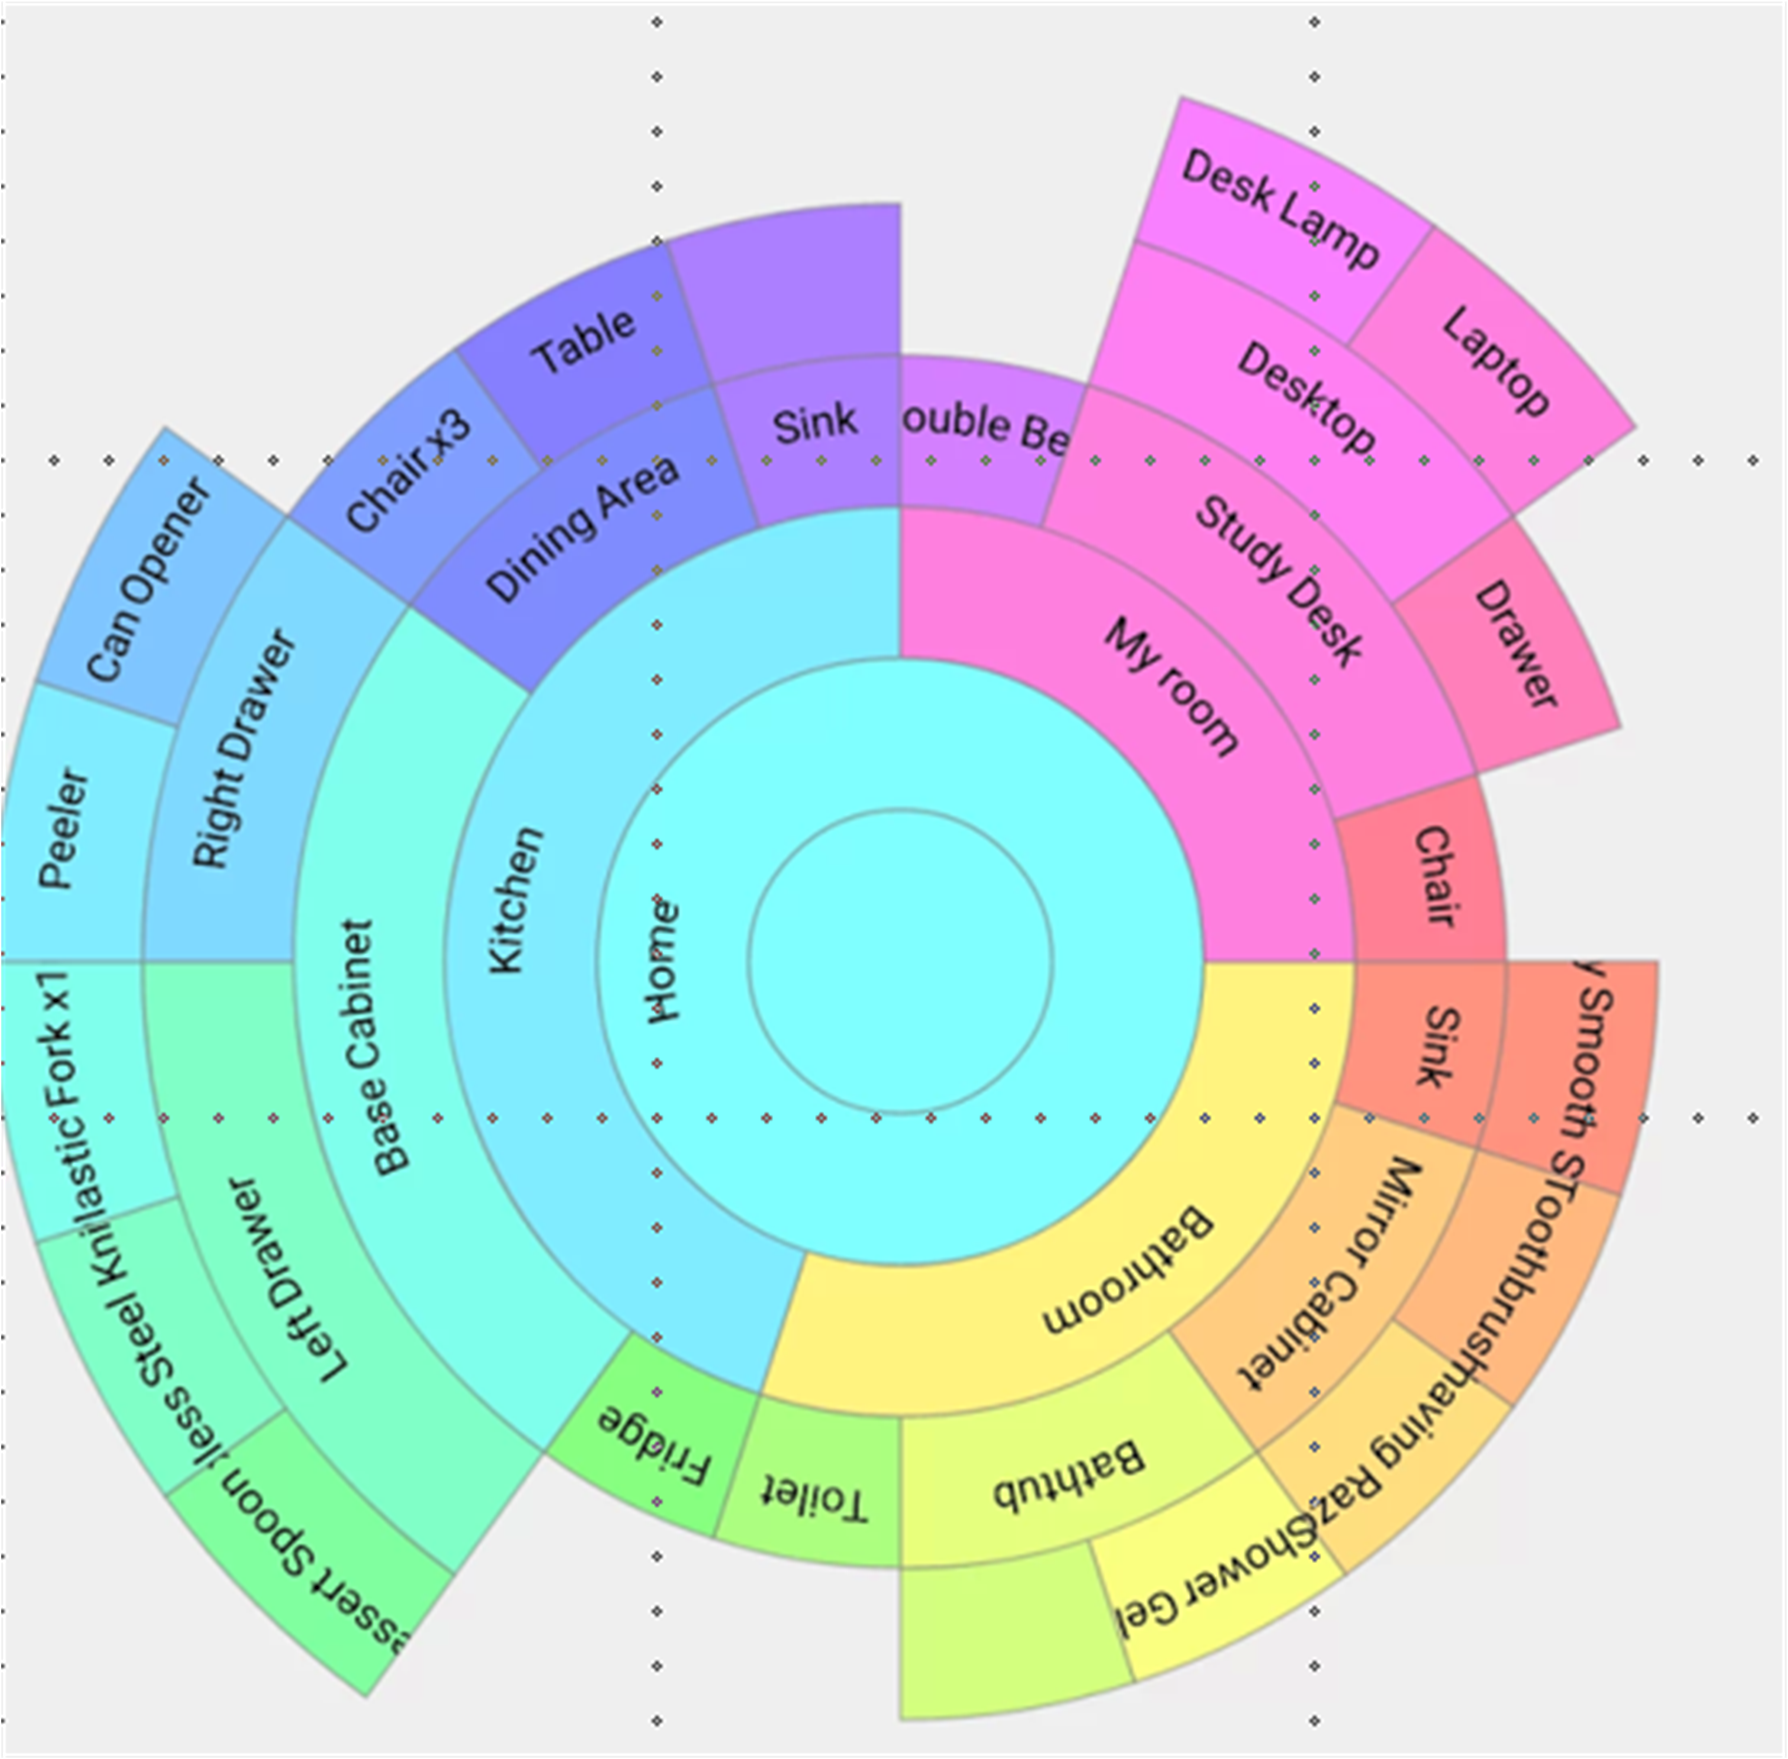 Home
My room
Study Desk
Desktop
Desk Lamp
Laptop
Drawer
Chair
ouble Be
Bathroom
Sink
y Smooth S
Mirror Cabinet
Toothbrush
having Raz
Bathtub
Shower Gel
Toilet
Kitchen
Fridge
Base Cabinet
Left Drawer
essert Spoon
less Steel Kni
lastic Fork x1
Right Drawer
Peeler
Can Opener
Dining Area
Chair x3
Table
Sink